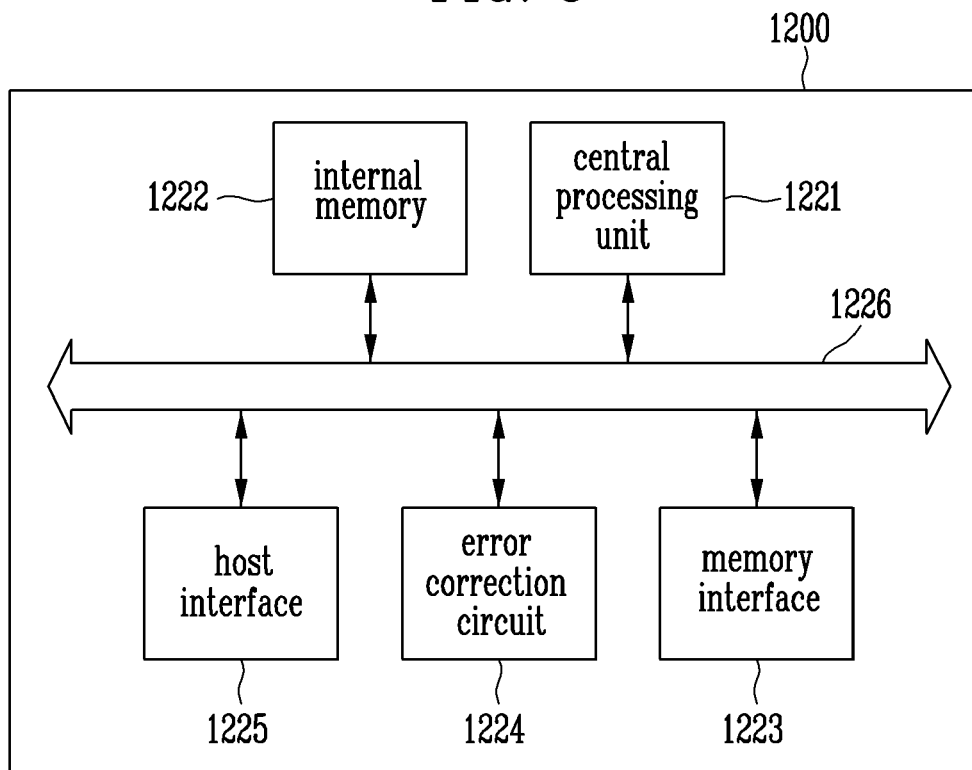 1200
internal
memory
1222
central
processing
unit
1221
1226
host
interface
error
correction
circuit
memory
interface
1225
1224
1223